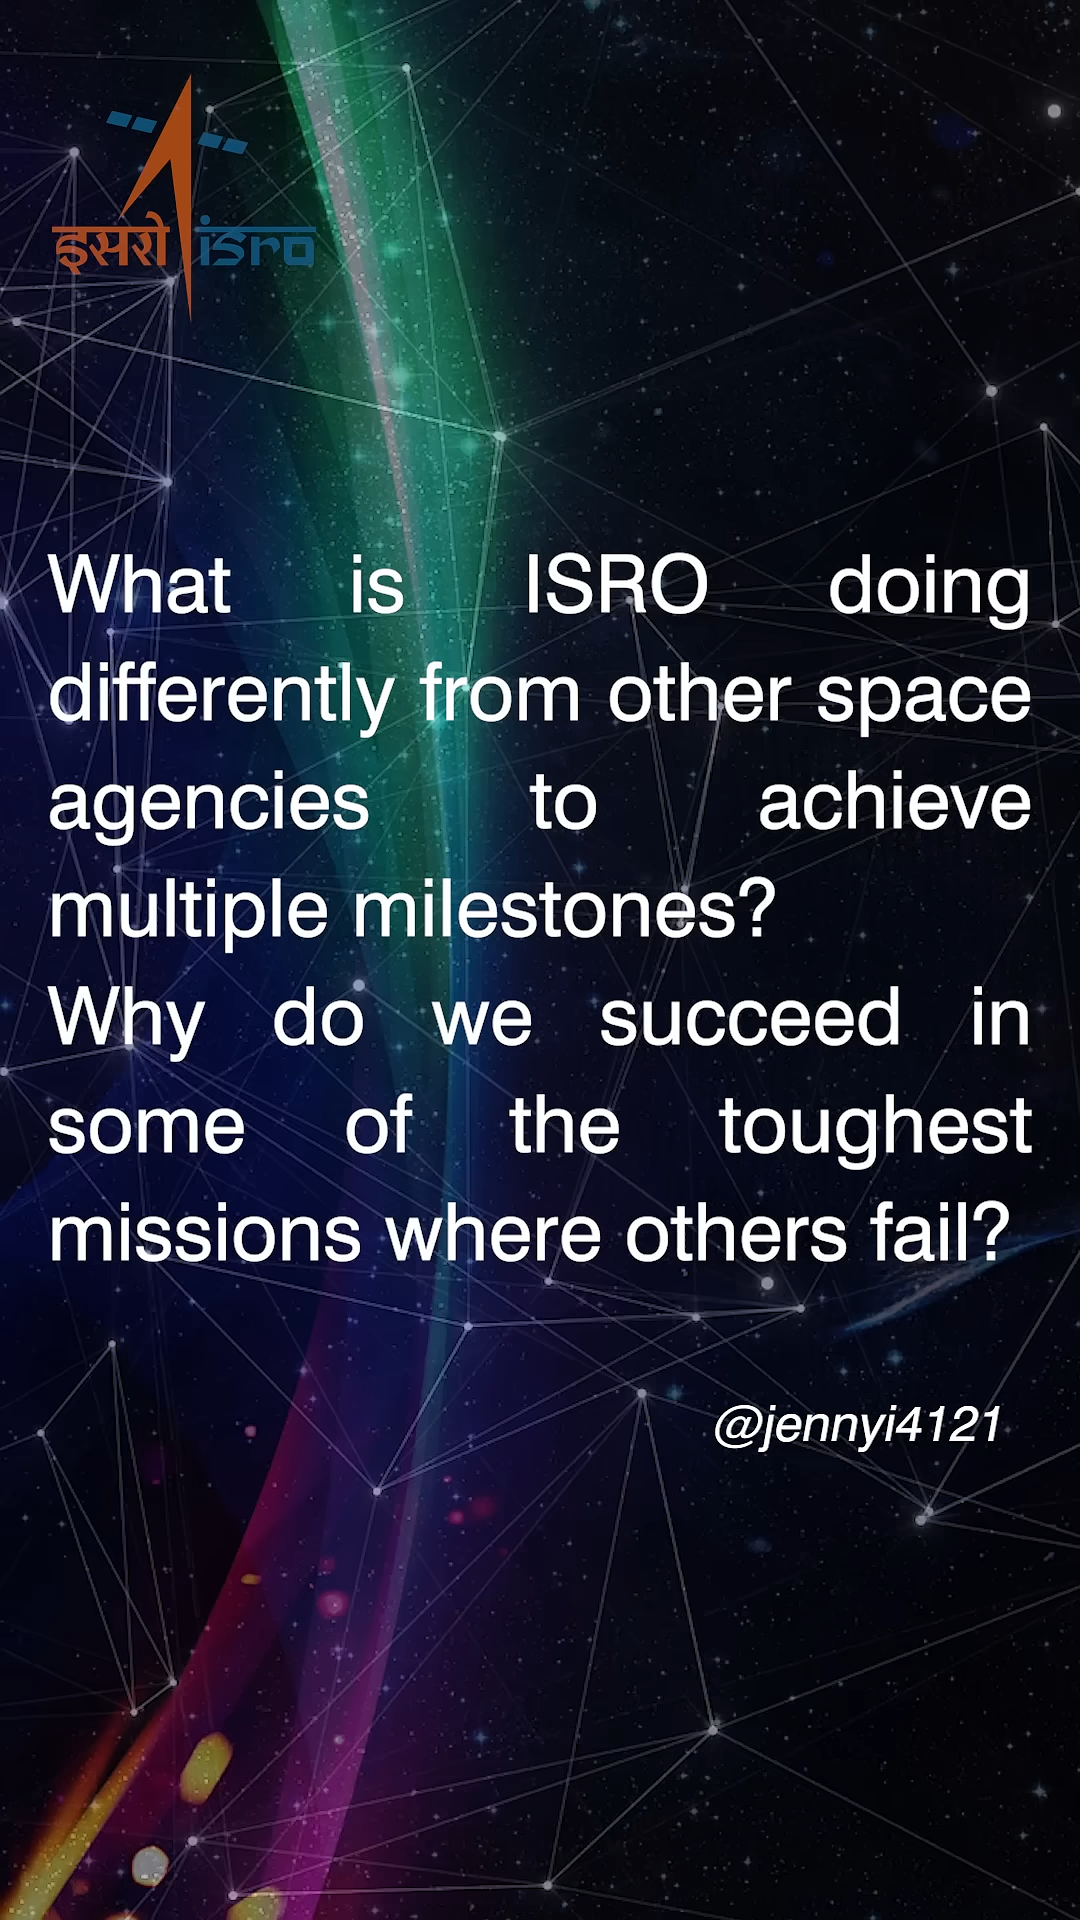 इसरो isro
What is ISRO doing
differently from other space
agencies to achieve
multiple milestones?
Why do we succeed in
some of the toughest
missions where others fail?
@jennyi4121